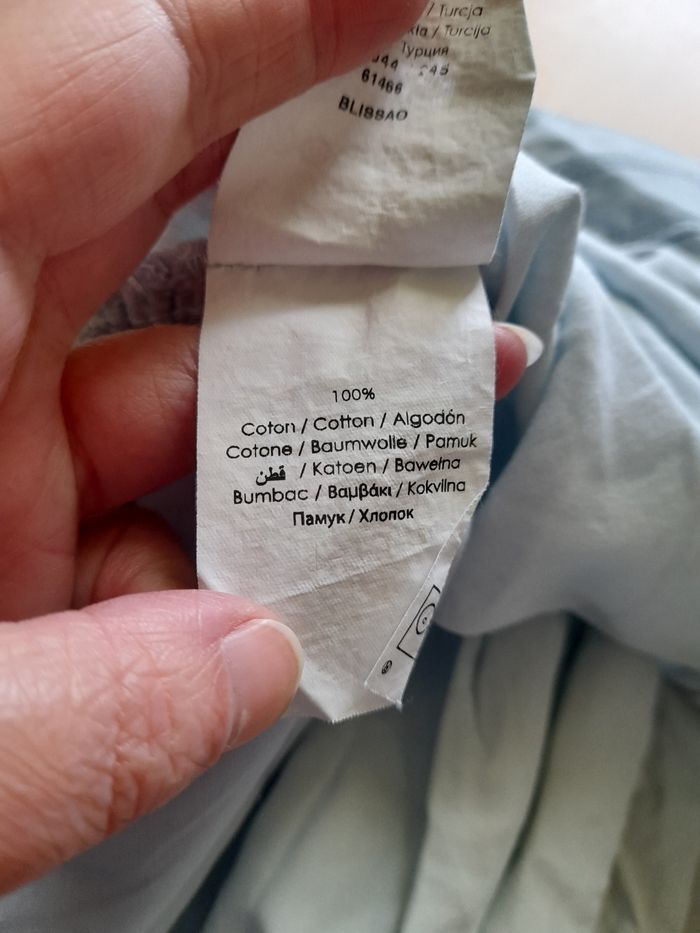 / Turcja
/ Turcija
Турция
61466
BLISSAO
100%
Coton / Cotton / Algodón
Cotone / Baumwolle / Pamuk
قطن / Katoen / Bawełna
Bumbac / Βαμβάκι / Kokvilna
Памук / Хлопок